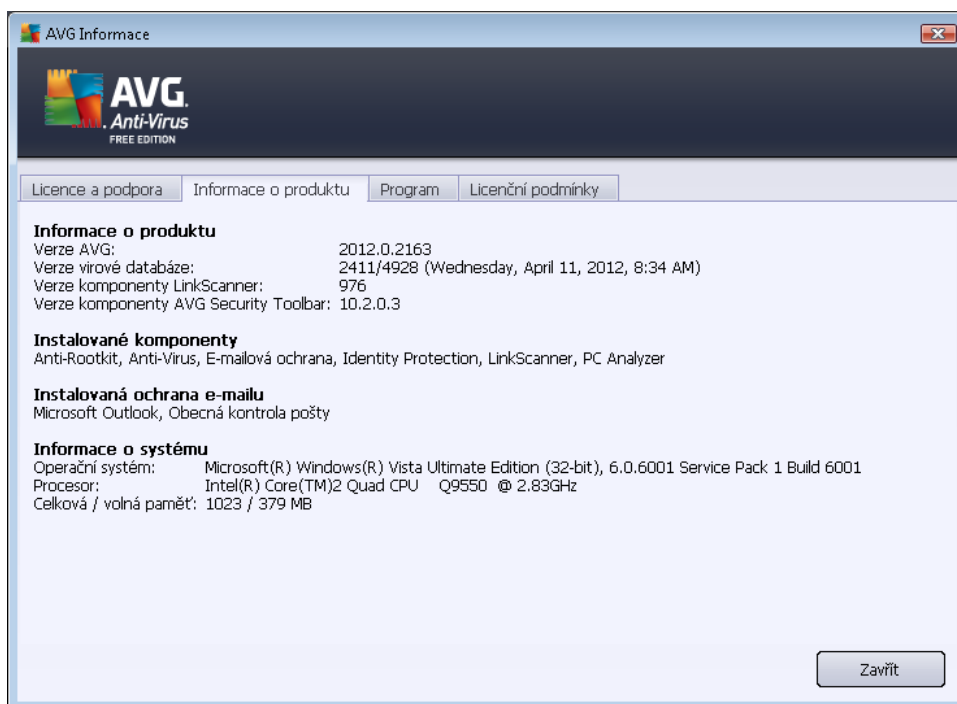 AVG Informace
AVG.
Anti-Virus
FREE EDITION
Licence a podpora Informace o produktu Program Licenční podmínky
Informace o produktu
Verze AVG: 2012.0.2163
Verze virové databáze: 2411/4928 (Wednesday, April 11, 2012, 8:34 AM)
Verze komponenty LinkScanner: 976
Verze komponenty AVG Security Toolbar: 10.2.0.3
Instalované komponenty
Anti-Rootkit, Anti-Virus, E-mailová ochrana, Identity Protection, LinkScanner, PC Analyzer
Instalovaná ochrana e-mailu
Microsoft Outlook, Obecná kontrola pošty
Informace o systému
Operační systém: Microsoft(R) Windows(R) Vista Ultimate Edition (32-bit), 6.0.6001 Service Pack 1 Build 6001
Procesor: Intel(R) Core(TM)2 Quad CPU Q9550 @ 2.83GHz
Celková / volná paměť: 1023 / 379 MB
Zavřít